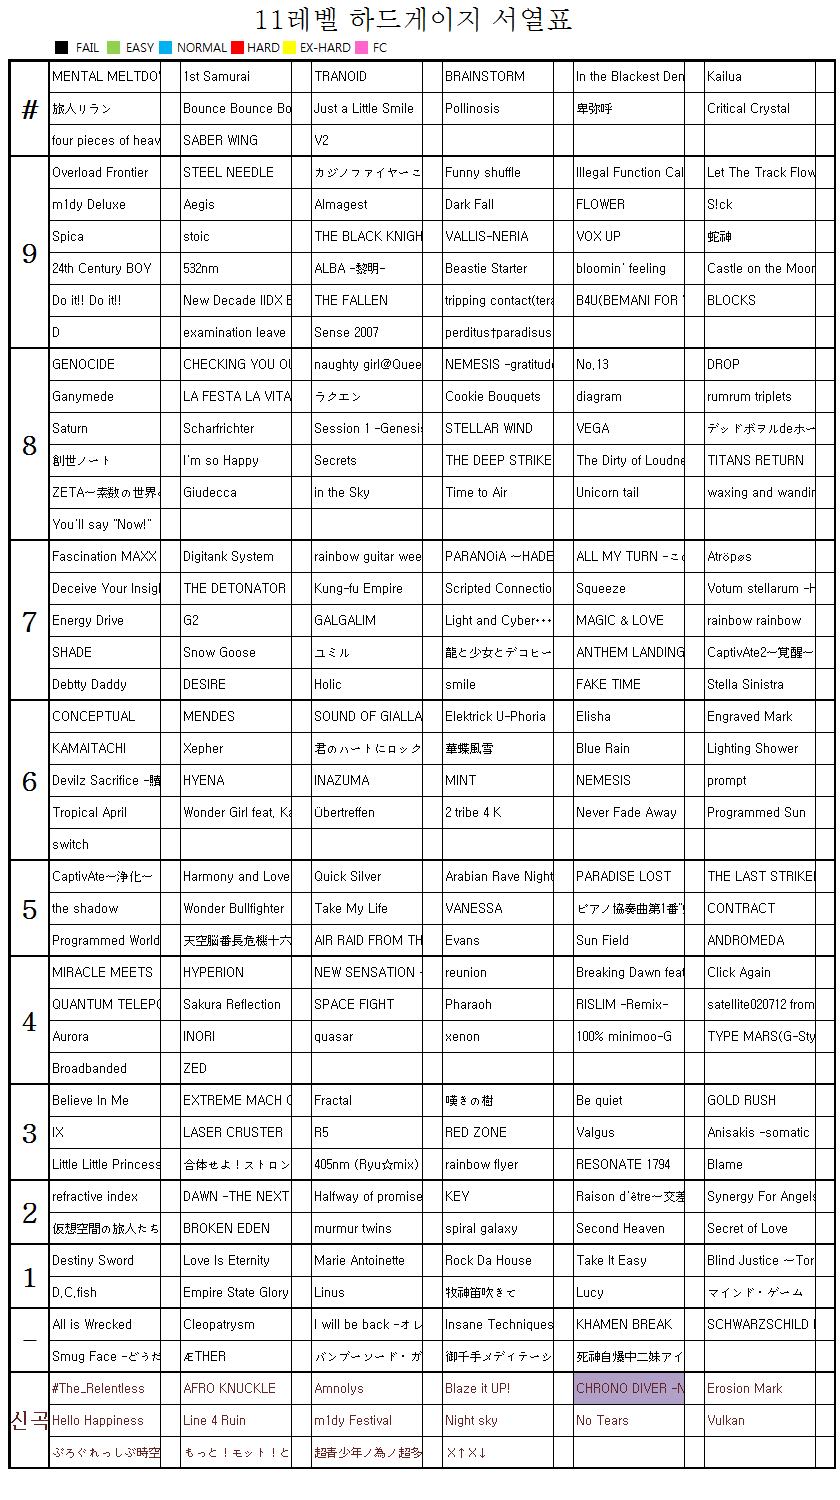 11레벨 하드게이지 서열표
FAIL EASY NORMAL HARD EX-HARD FC
#
MENTAL MELTDO 1st Samurai TRANOID BRAINSTORM In the Blackest Den Kailua
旅人リラン Bounce Bounce Bo Just a Little Smile Pollinosis 卑弥呼 Critical Crystal
four pieces of heav SABER WING V2
9
Overload Frontier STEEL NEEDLE カジノファイヤーこ Funny shuffle Illegal Function Cal Let The Track Flow
m1dy Deluxe Aegis Almagest Dark Fall FLOWER S!ck
Spica stoic THE BLACK KNIGH VALLIS-NERIA VOX UP 蛇神
24th Century BOY 532nm ALBA -黎明- Beastie Starter bloomin' feeling Castle on the Moon
Do it!! Do it!! New Decade IIDX E THE FALLEN tripping contact(tera B4U(BEMANI FOR BLOCKS
D examination leave Sense 2007 perditus†paradisus
8
GENOCIDE CHECKING YOU OU naughty girl@Quee NEMESIS -gratitude No.13 DROP
Ganymede LA FESTA LA VITA ラクエン Cookie Bouquets diagram rumrum triplets
Saturn Scharfrichter Session 1 -Genesis STELLAR WIND VEGA デッドボヲルdeホー
創世ノート I'm so Happy Secrets THE DEEP STRIKE The Dirty of Loudne TITANS RETURN
ZETA～素数の世界 Giudecca in the Sky Time to Air Unicorn tail waxing and wandin
You'll say "Now!"
7
Fascination MAXX Digitank System rainbow guitar wee PARANOiA ～HADE ALL MY TURN -この Atröpøs
Deceive Your Insigl THE DETONATOR Kung-fu Empire Scripted Connectio Squeeze Votum stellarum -H
Energy Drive G2 GALGALIM Light and Cyber… MAGIC & LOVE rainbow rainbow
SHADE Snow Goose ユミル 龍と少女とデコヒー ANTHEM LANDING CaptivAte2～覚醒～
Debtty Daddy DESIRE Holic smile FAKE TIME Stella Sinistra
6
CONCEPTUAL MENDES SOUND OF GIALLA Elektrick U-Phoria Elisha Engraved Mark
KAMAITACHI Xepher 君のハートにロック 華蝶風雪 Blue Rain Lighting Shower
Devilz Sacrifice -贖 HYENA INAZUMA MINT NEMESIS prompt
Tropical April Wonder Girl feat. Ka Übertreffen 2 tribe 4 K Never Fade Away Programmed Sun
switch
5
CaptivAte～浄化～ Harmony and Love Quick Silver Arabian Rave Night PARADISE LOST THE LAST STRIKE
the shadow Wonder Bullfighter Take My Life VANESSA ピアノ協奏曲第1番" CONTRACT
Programmed World 天空脳番長危機十六 AIR RAID FROM TH Evans Sun Field ANDROMEDA
4
MIRACLE MEETS HYPERION NEW SENSATION - reunion Breaking Dawn feat Click Again
QUANTUM TELEPO Sakura Reflection SPACE FIGHT Pharaoh RISLIM -Remix- satellite020712 from
Aurora INORI quasar xenon 100% minimoo-G TYPE MARS(G-Sty
Broadbanded ZED
3
Believe In Me EXTREME MACH C Fractal 嘆きの樹 Be quiet GOLD RUSH
IX LASER CRUSTER R5 RED ZONE Valgus Anisakis -somatic
Little Little Princess 合体せよ！ストロン 405nm (Ryu☆mix) rainbow flyer RESONATE 1794 Blame
2
refractive index DAWN -THE NEXT Halfway of promise KEY Raison d'être～交差 Synergy For Angels
仮想空間の旅人たち BROKEN EDEN murmur twins spiral galaxy Second Heaven Secret of Love
1
Destiny Sword Love Is Eternity Marie Antoinette Rock Da House Take It Easy Blind Justice ～Tor
D.C.fish Empire State Glory Linus 牧神笛吹きて Lucy マインド・ゲーム
-
All is Wrecked Cleopatrysm I will be back -オレ Insane Techniques KHAMEN BREAK SCHWARZSCHILD
Smug Face -どうだ ÆTHER バンブーソード・ガ 御千手メディテーシ 死神自爆中二妹アイ
신곡
#The_Relentless AFRO KNUCKLE Amnolys Blaze it UP! CHRONO DIVER -N Erosion Mark
Hello Happiness Line 4 Ruin m1dy Festival Night sky No Tears Vulkan
ぷろぐれっしぶ時空 もっと！モット！と 超青少年ノ為ノ超多 X↑X↓